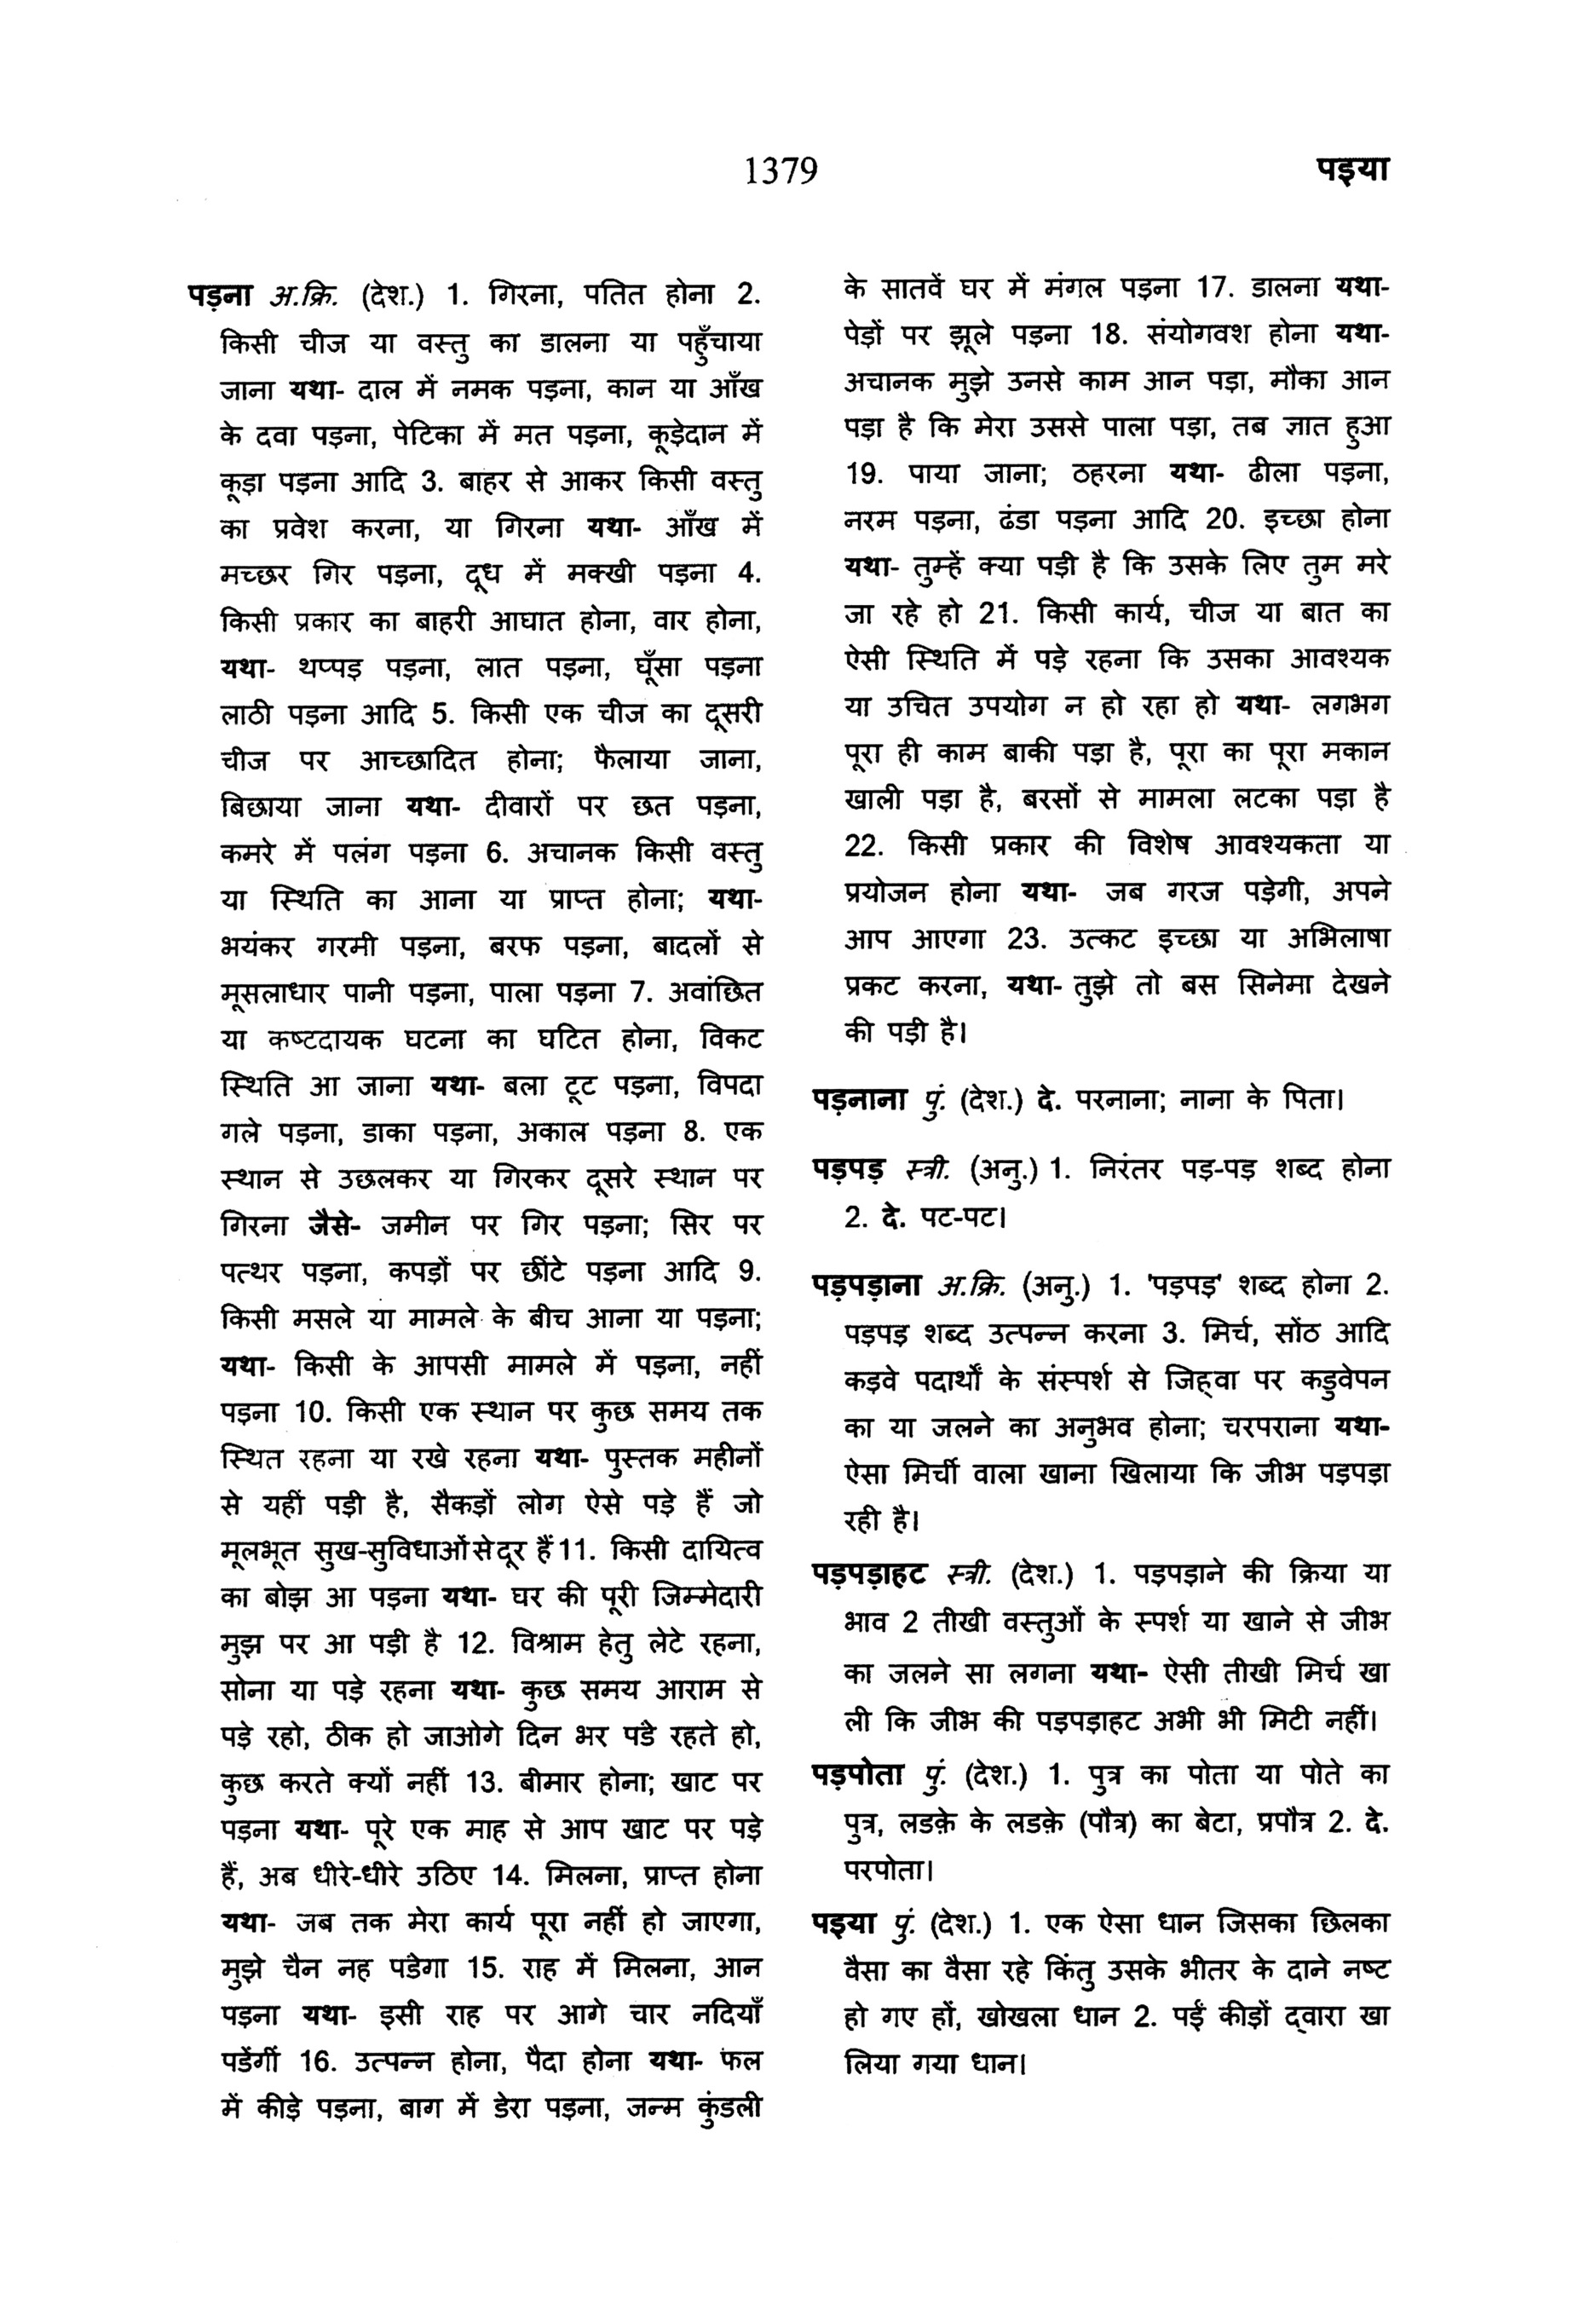 1379
पइया
पड़ना अ.क्रि. (देश.) 1. गिरना, पतित होना 2.
किसी चीज या वस्तु का डालना या पहुँचाया
जाना यथा- दाल में नमक पड़ना, कान या आँख
के दवा पड़ना, पेटिका में मत पड़ना, कूड़ेदान में
कूड़ा पड़ना आदि 3. बाहर से आकर किसी वस्तु
का प्रवेश करना, या गिरना यथा- आँख में
मच्छर गिर पड़ना, दूध में मक्खी पड़ना 4.
किसी प्रकार का बाहरी आघात होना, वार होना,
यथा- थप्पड़ पड़ना, लात पड़ना, घूँसा पड़ना
लाठी पड़ना आदि 5. किसी एक चीज का दूसरी
चीज पर आच्छादित होना; फैलाया जाना,
बिछाया जाना यथा- दीवारों पर छत पड़ना,
कमरे में पलंग पड़ना 6. अचानक किसी वस्तु
या स्थिति का आना या प्राप्त होना; यथा-
भयंकर गरमी पड़ना, बरफ पड़ना, बादलों से
मूसलाधार पानी पड़ना, पाला पड़ना 7. अवांछित
या कष्टदायक घटना का घटित होना, विकट
स्थिति आ जाना यथा- बला टूट पड़ना, विपदा
गले पड़ना, डाका पड़ना, अकाल पड़ना 8. एक
स्थान से उछलकर या गिरकर दूसरे स्थान पर
गिरना जैसे- जमीन पर गिर पड़ना; सिर पर
पत्थर पड़ना, कपड़ों पर छींटे पड़ना आदि 9.
किसी मसले या मामले के बीच आना या पड़ना;
यथा- किसी के आपसी मामले में पड़ना, नहीं
पड़ना 10. किसी एक स्थान पर कुछ समय तक
स्थित रहना या रखे रहना यथा- पुस्तक महीनों
से यहीं पड़ी है, सैकड़ों लोग ऐसे पड़े हैं जो
मूलभूत सुख-सुविधाओं से दूर हैं 11. किसी दायित्व
का बोझ आ पड़ना यथा- घर की पूरी जिम्मेदारी
मुझ पर आ पड़ी है 12. विश्राम हेतु लेटे रहना,
सोना या पड़े रहना यथा- कुछ समय आराम से
पड़े रहो, ठीक हो जाओगे दिन भर पडे रहते हो,
कुछ करते क्यों नहीं 13. बीमार होना; खाट पर
पड़ना यथा- पूरे एक माह से आप खाट पर पड़े
हैं, अब धीरे-धीरे उठिए 14. मिलना, प्राप्त होना
यथा- जब तक मेरा कार्य पूरा नहीं हो जाएगा,
मुझे चैन नह पडेगा 15. राह में मिलना, आन
पड़ना यथा- इसी राह पर आगे चार नदियाँ
पडेंगीं 16. उत्पन्न होना, पैदा होना यथा- फल
में कीड़े पड़ना, बाग में डेरा पड़ना, जन्म कुंडली
के सातवें घर में मंगल पड़ना 17. डालना यथा-
पेड़ों पर झूले पड़ना 18. संयोगवश होना यथा-
अचानक मुझे उनसे काम आन पड़ा, मौका आन
पड़ा है कि मेरा उससे पाला पड़ा, तब ज्ञात हुआ
19. पाया जाना; ठहरना यथा- ढीला पड़ना,
नरम पड़ना, ढंडा पड़ना आदि 20. इच्छा होना
यथा- तुम्हें क्या पड़ी है कि उसके लिए तुम मरे
जा रहे हो 21. किसी कार्य, चीज या बात का
ऐसी स्थिति में पड़े रहना कि उसका आवश्यक
या उचित उपयोग न हो रहा हो यथा- लगभग
पूरा ही काम बाकी पड़ा है, पूरा का पूरा मकान
खाली पड़ा है, बरसों से मामला लटका पड़ा है
22. किसी प्रकार की विशेष आवश्यकता या
प्रयोजन होना यथा- जब गरज पड़ेगी, अपने
आप आएगा 23. उत्कट इच्छा या अभिलाषा
प्रकट करना, यथा- तुझे तो बस सिनेमा देखने
की पड़ी है।
पड़नाना पुं. (देश.) दे. परनाना; नाना के पिता।
पड़पड़ स्त्री. (अनु.) 1. निरंतर पड़-पड़ शब्द होना
2. दे. पट-पट।
पड़पड़ाना अ.क्रि. (अनु.) 1. 'पड़पड़' शब्द होना 2.
पड़पड़ शब्द उत्पन्न करना 3. मिर्च, सोंठ आदि
कड़वे पदार्थों के संस्पर्श से जिह्वा पर कडुवेपन
का या जलने का अनुभव होना; चरपराना यथा-
ऐसा मिर्ची वाला खाना खिलाया कि जीभ पड़पड़ा
रही है।
पड़पड़ाहट स्त्री. (देश.) 1. पड़पड़ाने की क्रिया या
भाव 2 तीखी वस्तुओं के स्पर्श या खाने से जीभ
का जलने सा लगना यथा- ऐसी तीखी मिर्च खा
ली कि जीभ की पड़पड़ाहट अभी भी मिटी नहीं।
पड़पोता पुं. (देश.) 1. पुत्र का पोता या पोते का
पुत्र, लडक़े के लडक़े (पौत्र) का बेटा, प्रपौत्र 2. दे.
परपोता।
पइया पुं. (देश.) 1. एक ऐसा धान जिसका छिलका
वैसा का वैसा रहे किंतु उसके भीतर के दाने नष्ट
हो गए हों, खोखला धान 2. पईं कीड़ों द्वारा खा
लिया गया धान।